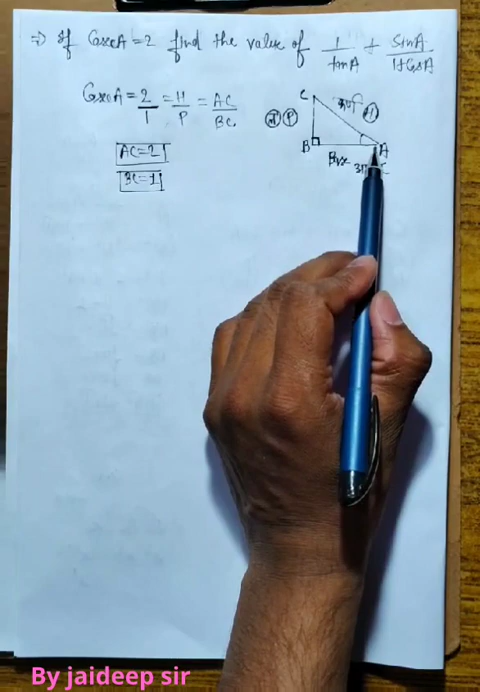 ⇒ If CosecA = 2 find the value of 1/tanA + SinA/1+CosA
CosecA = 2/1 = H/P = AC/BC
AC = 2
BC = 1
C
H
P
B
A
Base
By jaideep sir